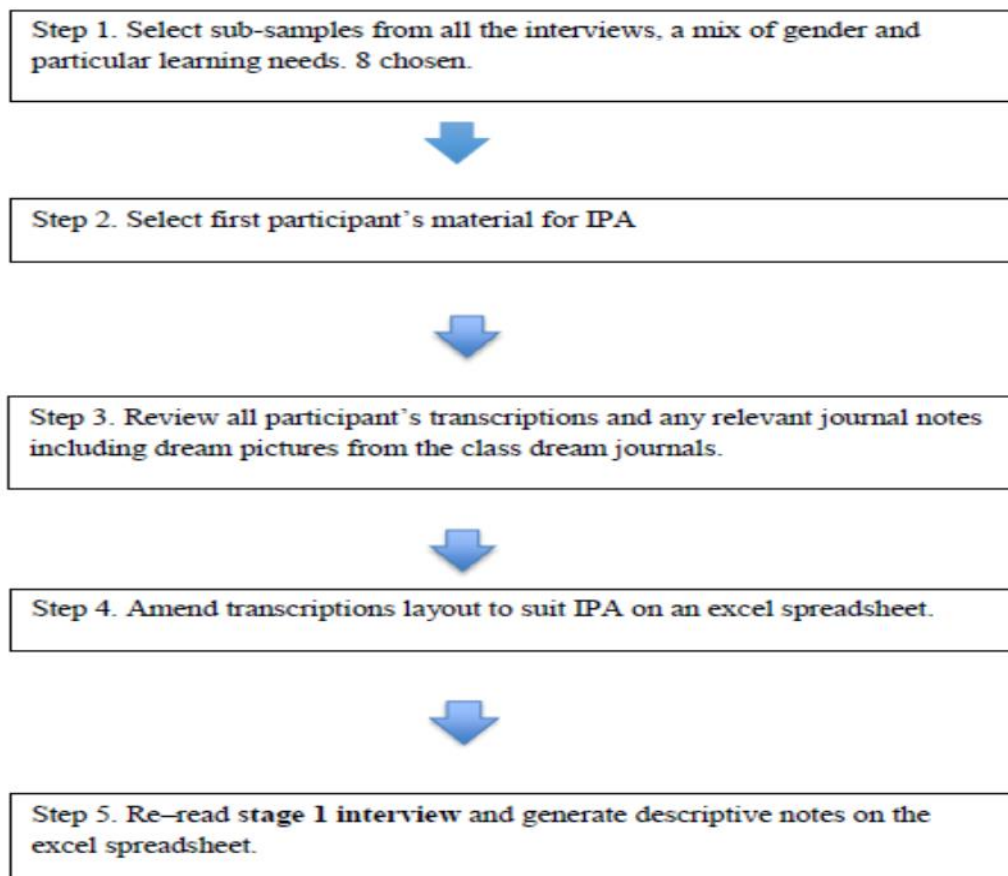 Step 1. Select sub-samples from all the interviews, a mix of gender and
particular learning needs. 8 chosen.
Step 2. Select first participant’s material for IPA
Step 3. Review all participant’s transcriptions and any relevant journal notes
including dream pictures from the class dream journals.
Step 4. Amend transcriptions layout to suit IPA on an excel spreadsheet.
Step 5. Re–read stage 1 interview and generate descriptive notes on the
excel spreadsheet.